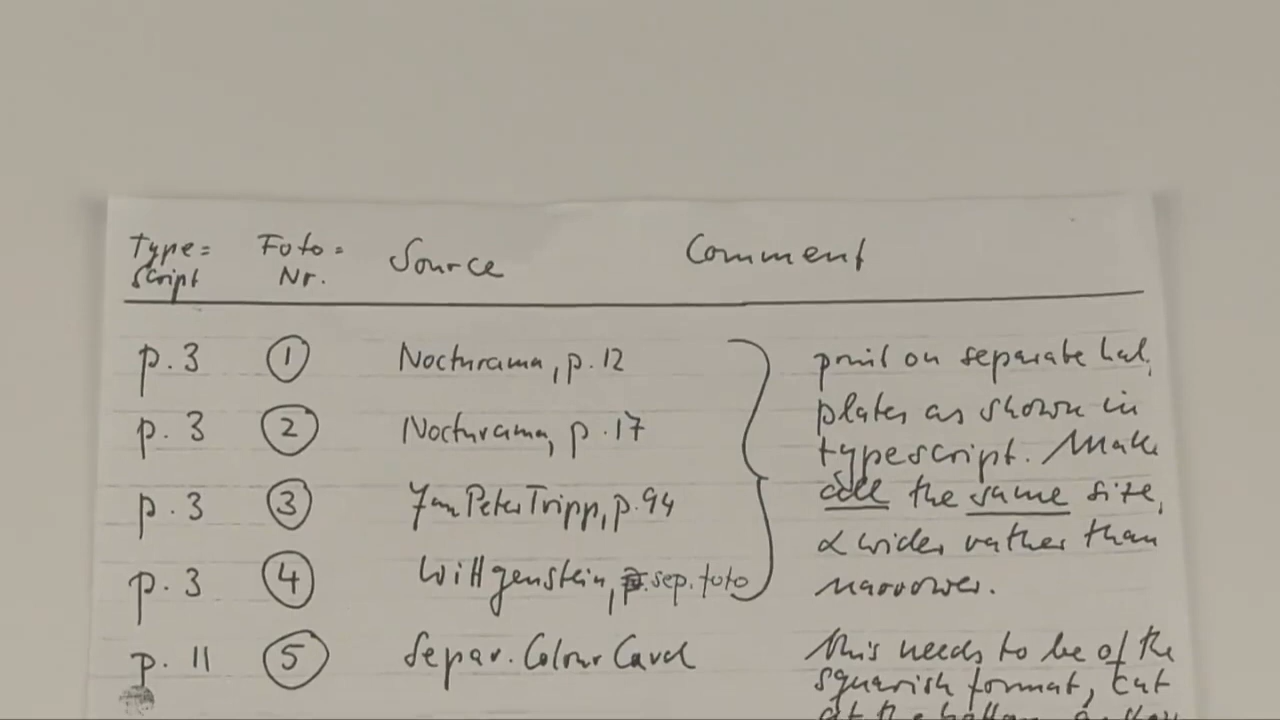 Type= Foto= Source Comment
script Nr.
p. 3 1 Nocturama, p. 12
print on separate hal.
p. 3 2 Nocturama, p. 17
plates as shown in
typescript. Make
p. 3 3 Jan Peter Tripp, p. 94
all the same size,
& wider rather than
p. 3 4 Wittgenstein, sep. foto
narrower.
p. 11 5 Separ. Colour Card
this needs to be of the
squarish format, cut
at the bottom